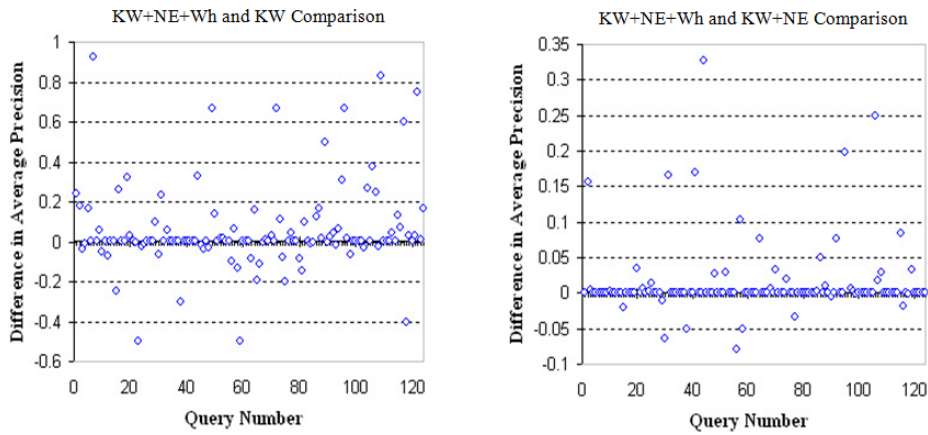 KW+NE+Wh and KW Comparison
Difference in Average Precision
1
0.8
0.6
0.4
0.2
0
-0.2
-0.4
-0.6
0 20 40 60 80 100 120
Query Number
KW+NE+Wh and KW+NE Comparison
Difference in Average Precision
0.35
0.3
0.25
0.2
0.15
0.1
0.05
0
-0.05
-0.1
0 20 40 60 80 100 120
Query Number